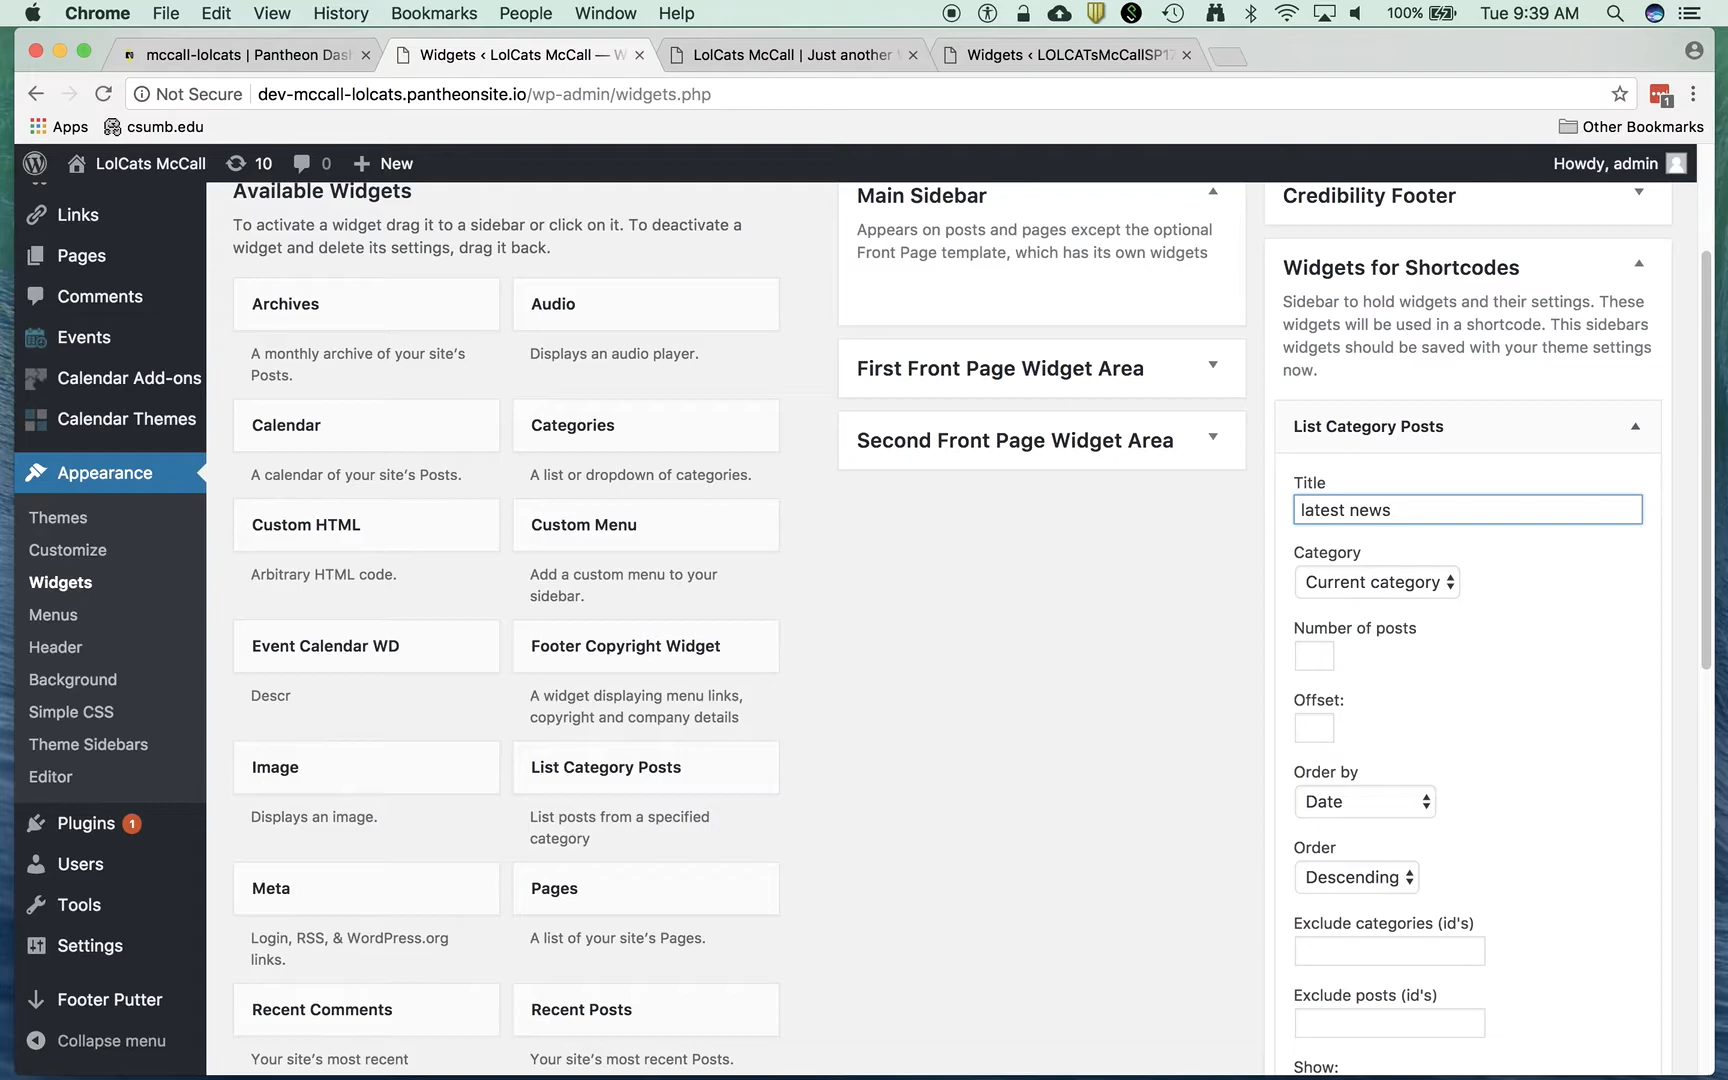 Chrome File Edit View History Bookmarks People Window Help 100% Tue 9:39 AM
mccall-lolcats | Pantheon Das
Widgets ‹ LolCats McCall — W
LolCats McCall | Just another
Widgets ‹ LOLCATsMcCallSP17
Not Secure dev-mccall-lolcats.pantheonsite.io/wp-admin/widgets.php 1
Apps csumb.edu Other Bookmarks
LolCats McCall 10 0 New Howdy, admin
Links
Pages
Comments
Events
Calendar Add-ons
Calendar Themes
Appearance
Themes
Customize
Widgets
Menus
Header
Background
Simple CSS
Theme Sidebars
Editor
Plugins 1
Users
Tools
Settings
Footer Putter
Collapse menu
Available Widgets
To activate a widget drag it to a sidebar or click on it. To deactivate a
widget and delete its settings, drag it back.
Archives
A monthly archive of your site’s
Posts.
Audio
Displays an audio player.
Calendar
A calendar of your site’s Posts.
Categories
A list or dropdown of categories.
Custom HTML
Arbitrary HTML code.
Custom Menu
Add a custom menu to your
sidebar.
Event Calendar WD
Descr
Footer Copyright Widget
A widget displaying menu links,
copyright and company details
Image
Displays an image.
List Category Posts
List posts from a specified
category
Meta
Login, RSS, & WordPress.org
links.
Pages
A list of your site’s Pages.
Recent Comments
Your site’s most recent
Recent Posts
Your site’s most recent Posts.
Main Sidebar
Appears on posts and pages except the optional
Front Page template, which has its own widgets
First Front Page Widget Area
Second Front Page Widget Area
Credibility Footer
Widgets for Shortcodes
Sidebar to hold widgets and their settings. These
widgets will be used in a shortcode. This sidebars
widgets should be saved with your theme settings
now.
List Category Posts
Title
latest news
Category
Current category
Number of posts
Offset:
Order by
Date
Order
Descending
Exclude categories (id's)
Exclude posts (id's)
Show: